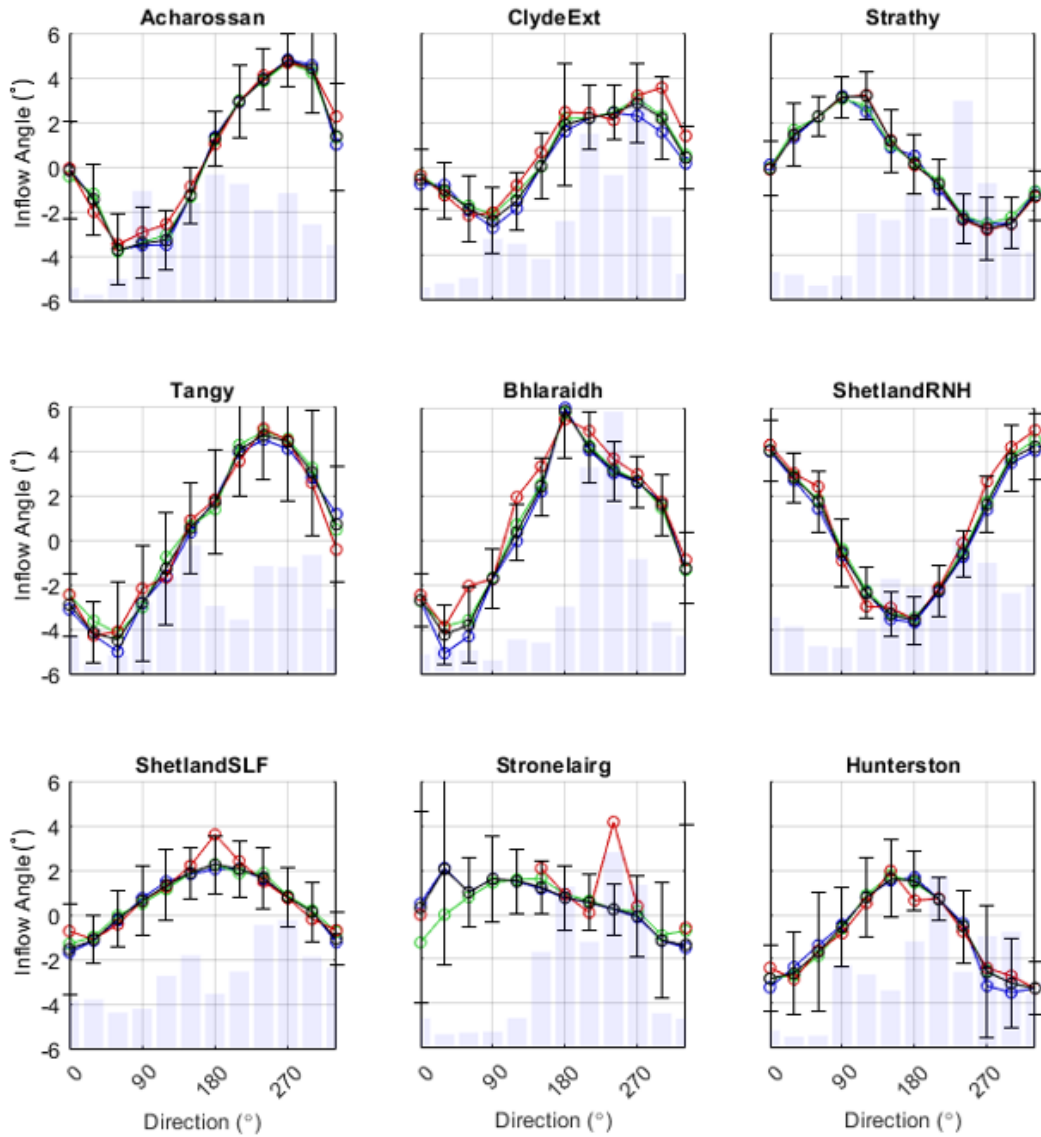 Acharossan ClydeExt Strathy
6
4
2
0
-2
-4
-6
Inflow Angle (°)
Tangy Bhlaraidh ShetlandRNH
6
4
2
0
-2
-4
-6
Inflow Angle (°)
ShetlandSLF Stronelairg Hunterston
6
4
2
0
-2
-4
-6
Inflow Angle (°)
0 90 180 270 0 90 180 270 0 90 180 270
Direction (°) Direction (°) Direction (°)